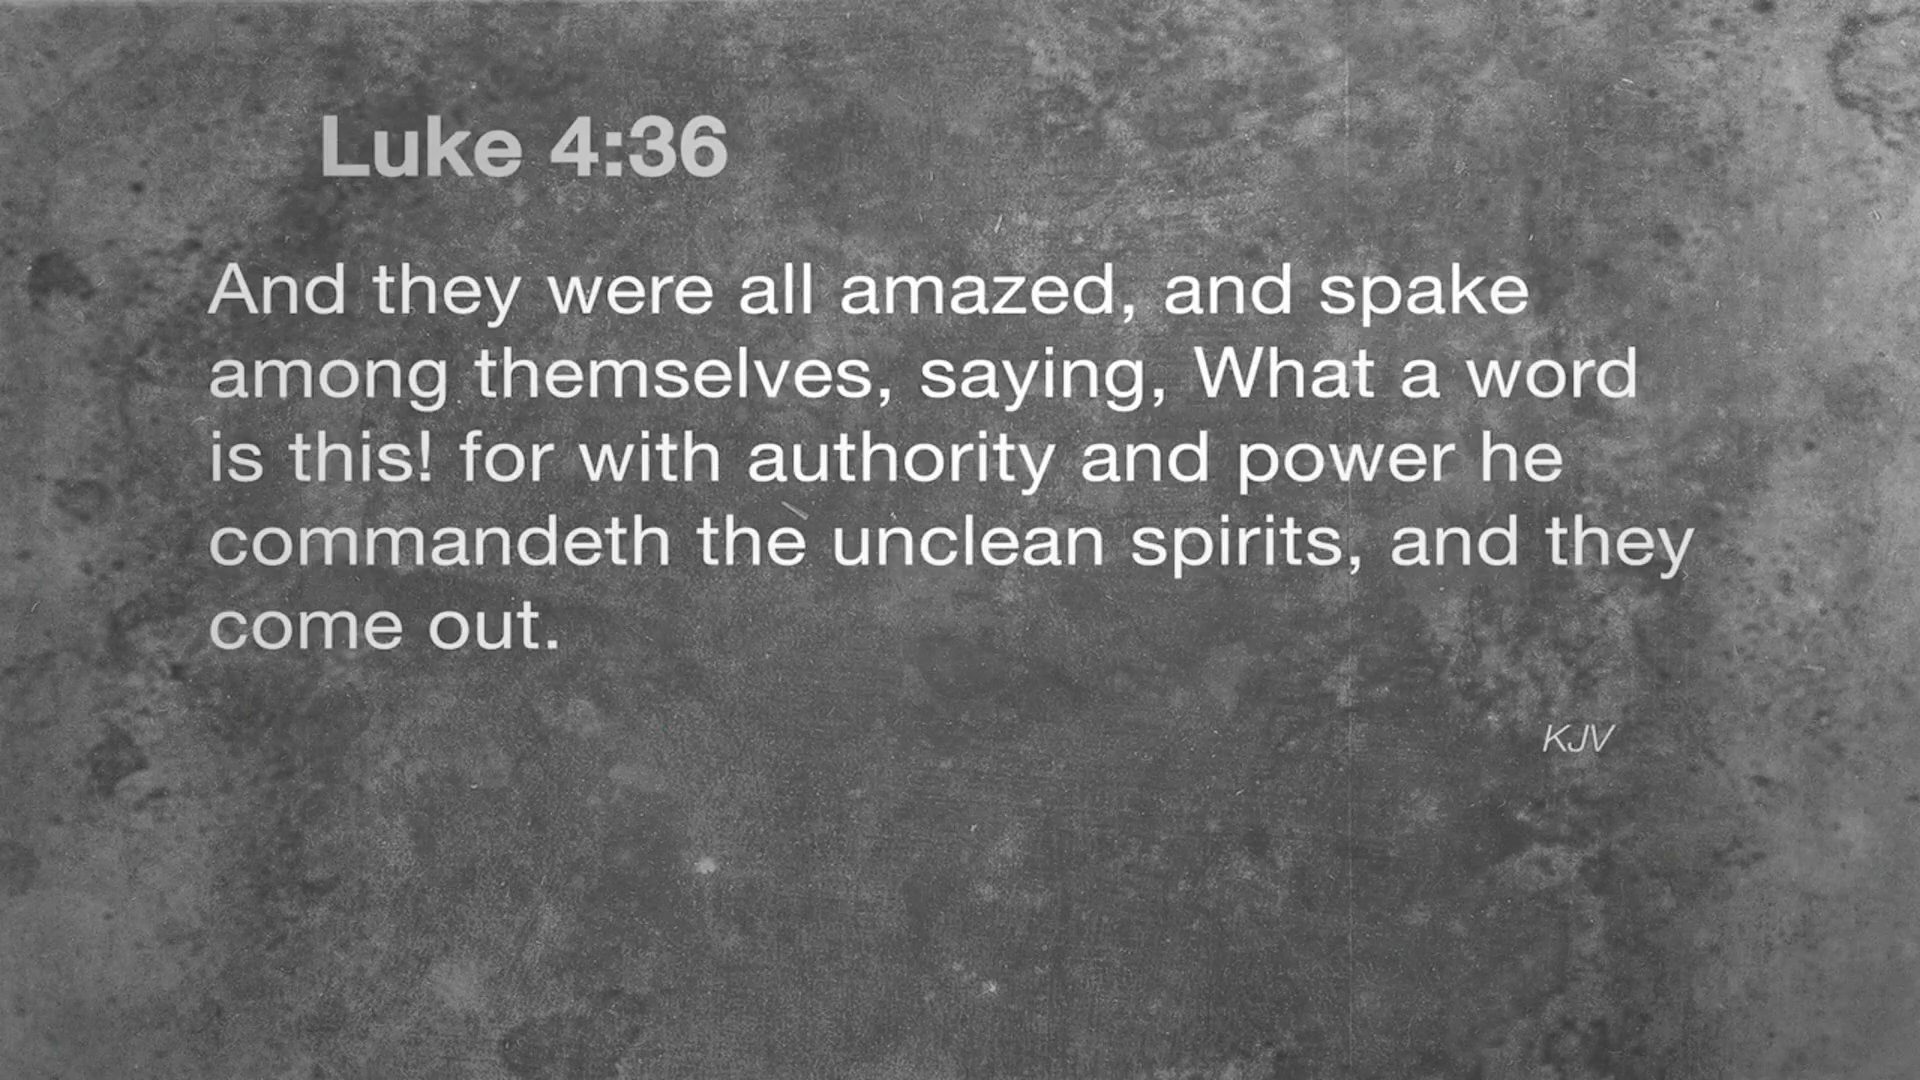 Luke 4:36
And they were all amazed, and spake
among themselves, saying, What a word
is this! for with authority and power he
commandeth the unclean spirits, and they
come out.
KJV